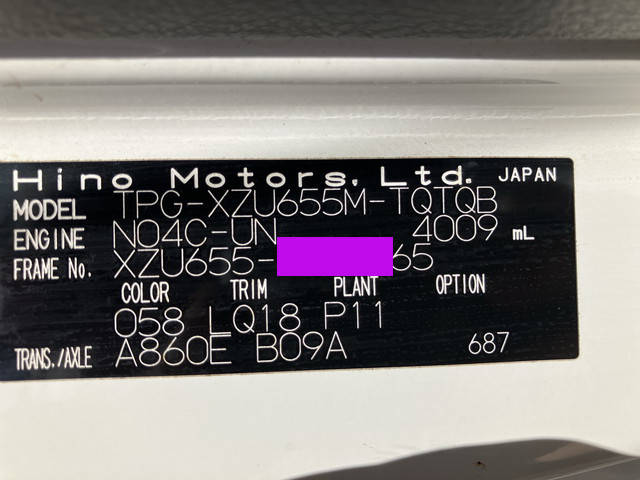 Hino Motors, Ltd. JAPAN
MODEL TPG-XZU655M-TQTQB
ENGINE N04C-UN 4009 mL
FRAME No. XZU655- 65
COLOR TRIM PLANT OPTION
058 LQ18 P11
TRANS./AXLE A860E B09A 687